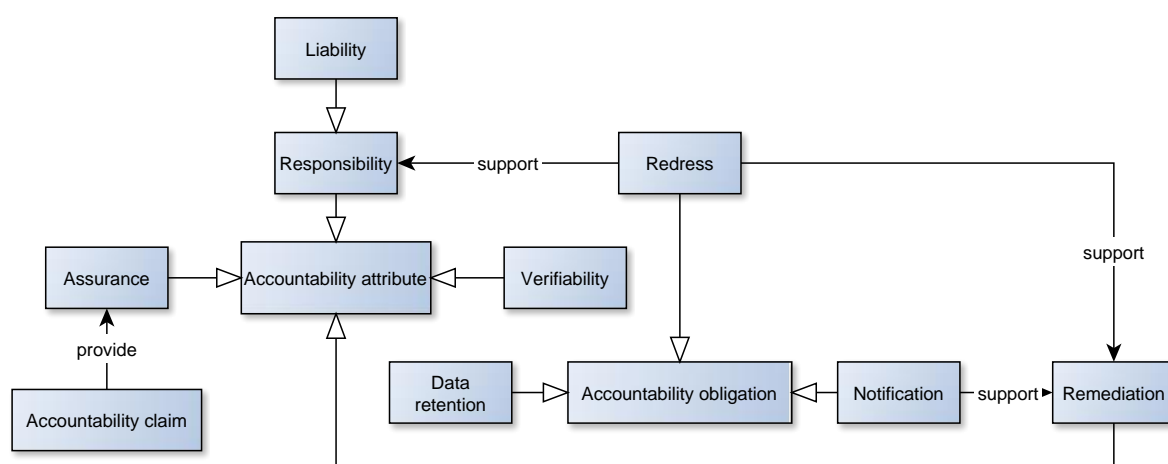 Liability
Responsibility
support
Redress
support
Assurance
Accountability attribute
Verifiability
provide
Accountability claim
Data
retention
Accountability obligation
Notification
support
Remediation